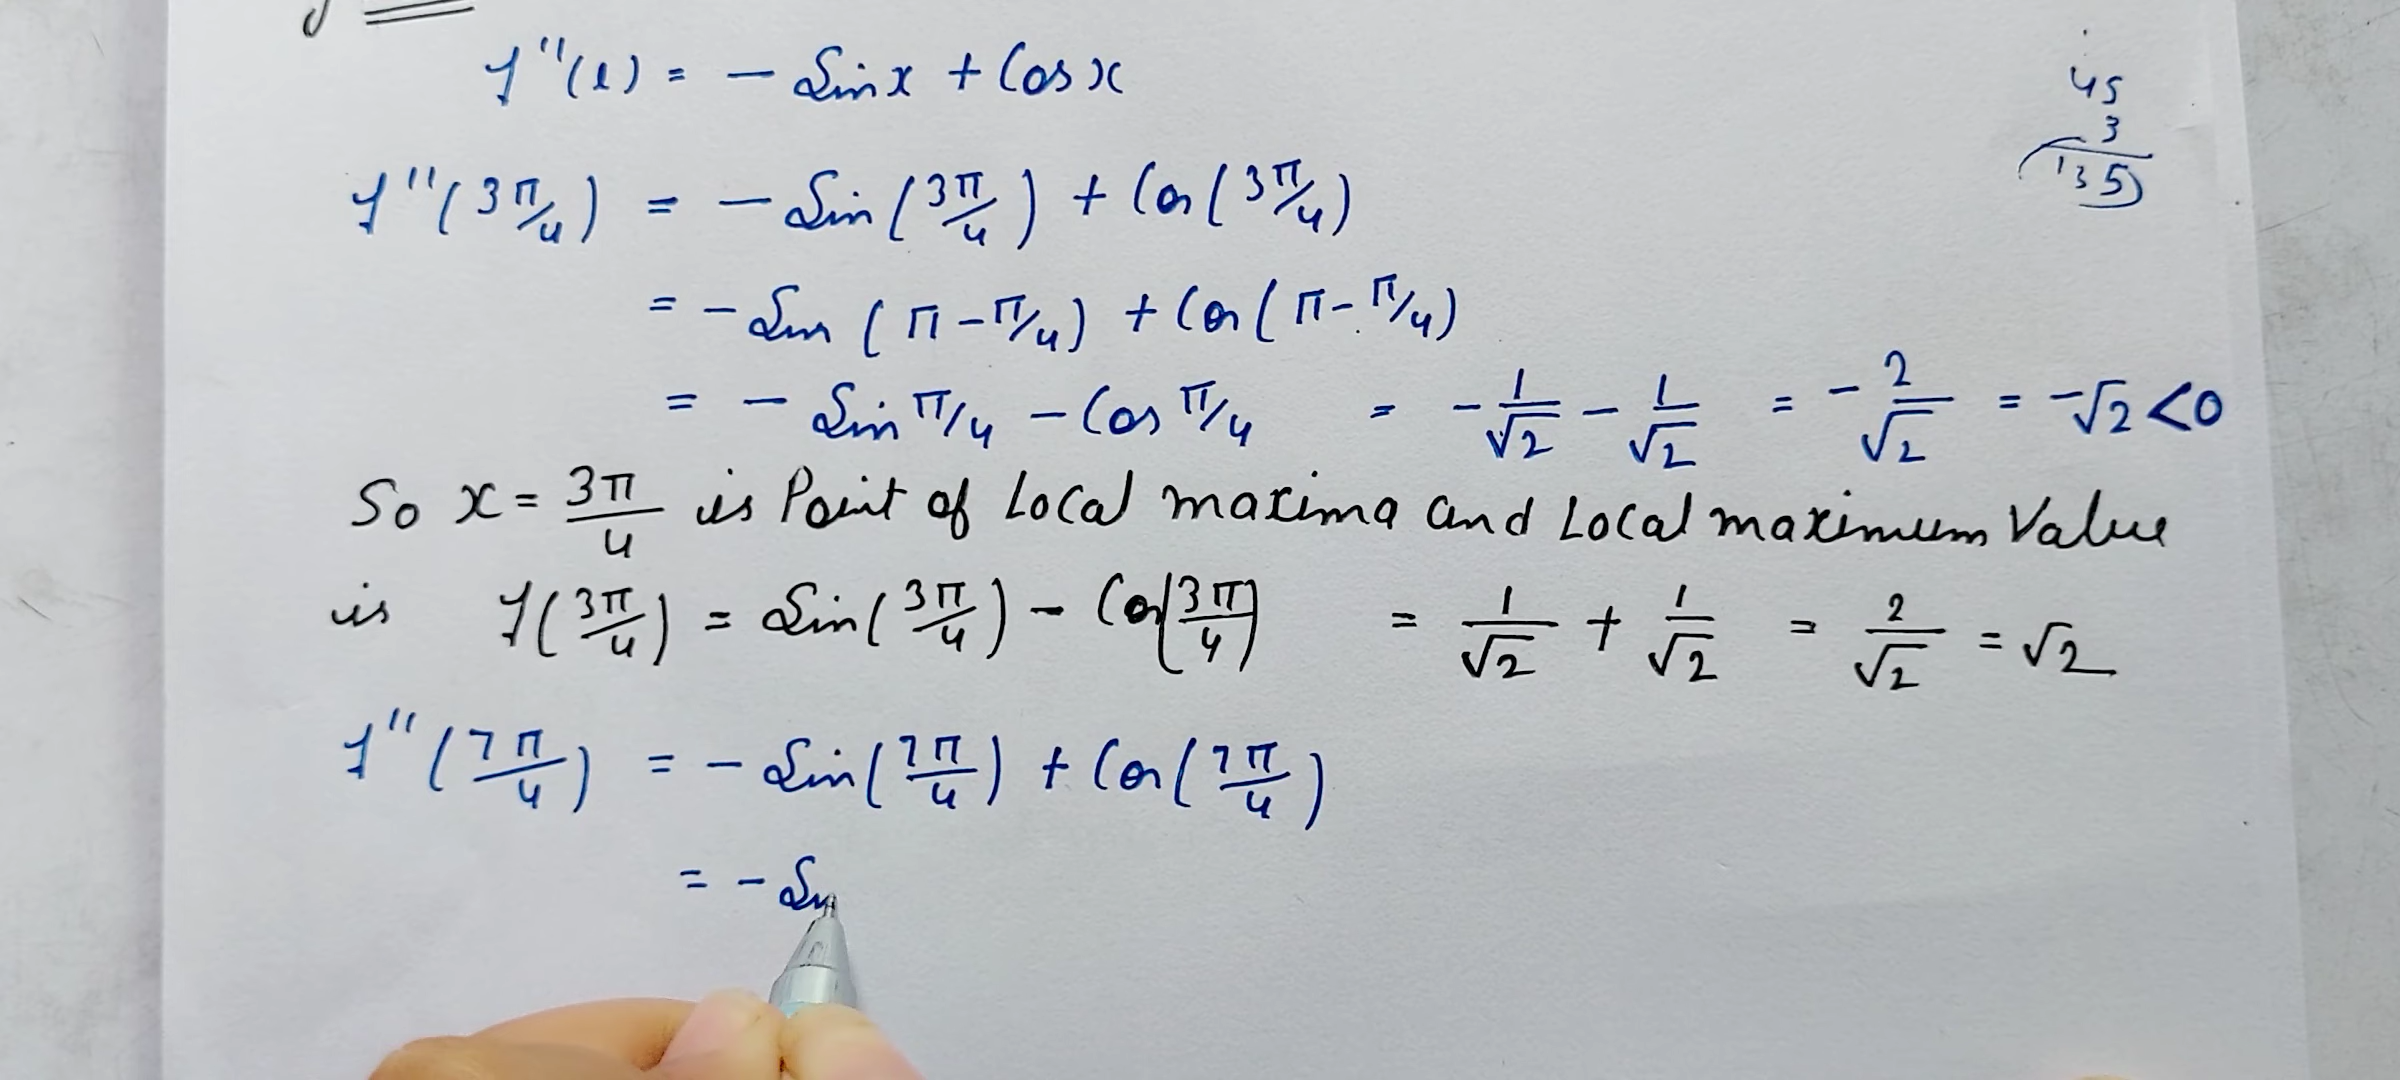 f''(x) = - Sin x + Cos x
45
3
135
f''(3π/4) = - Sin(3π/4) + Cos(3π/4)
= - Sin (π - π/4) + Cos(π - π/4)
= - Sin π/4 - Cos π/4 = - 1/√2 - 1/√2 = - 2/√2 = -√2 < 0
So x = 3π/4 is Point of Local maxima and Local maximum Value
is f(3π/4) = Sin(3π/4) - Cos(3π/4) = 1/√2 + 1/√2 = 2/√2 = √2
f''(7π/4) = - Sin(7π/4) + Cos(7π/4)
= - Sin